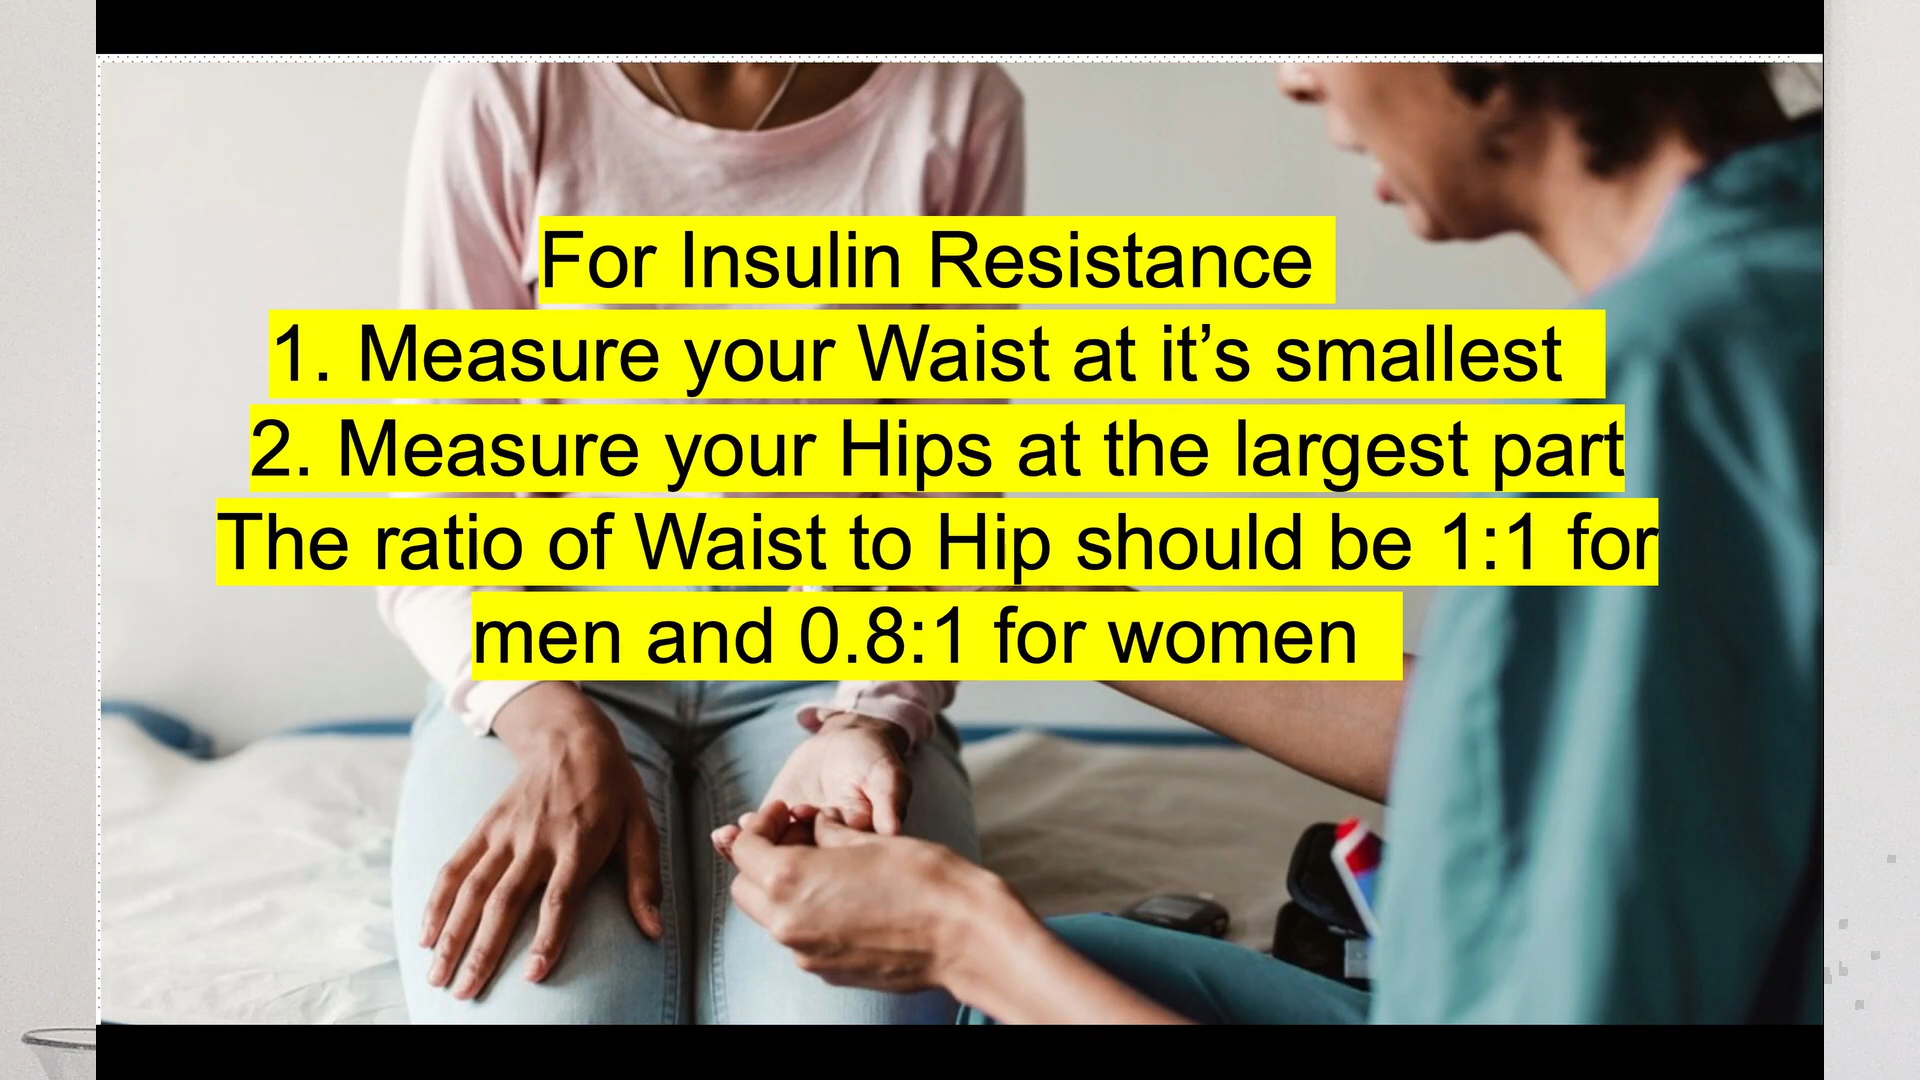 For Insulin Resistance
1. Measure your Waist at it’s smallest
2. Measure your Hips at the largest part
The ratio of Waist to Hip should be 1:1 for
men and 0.8:1 for women